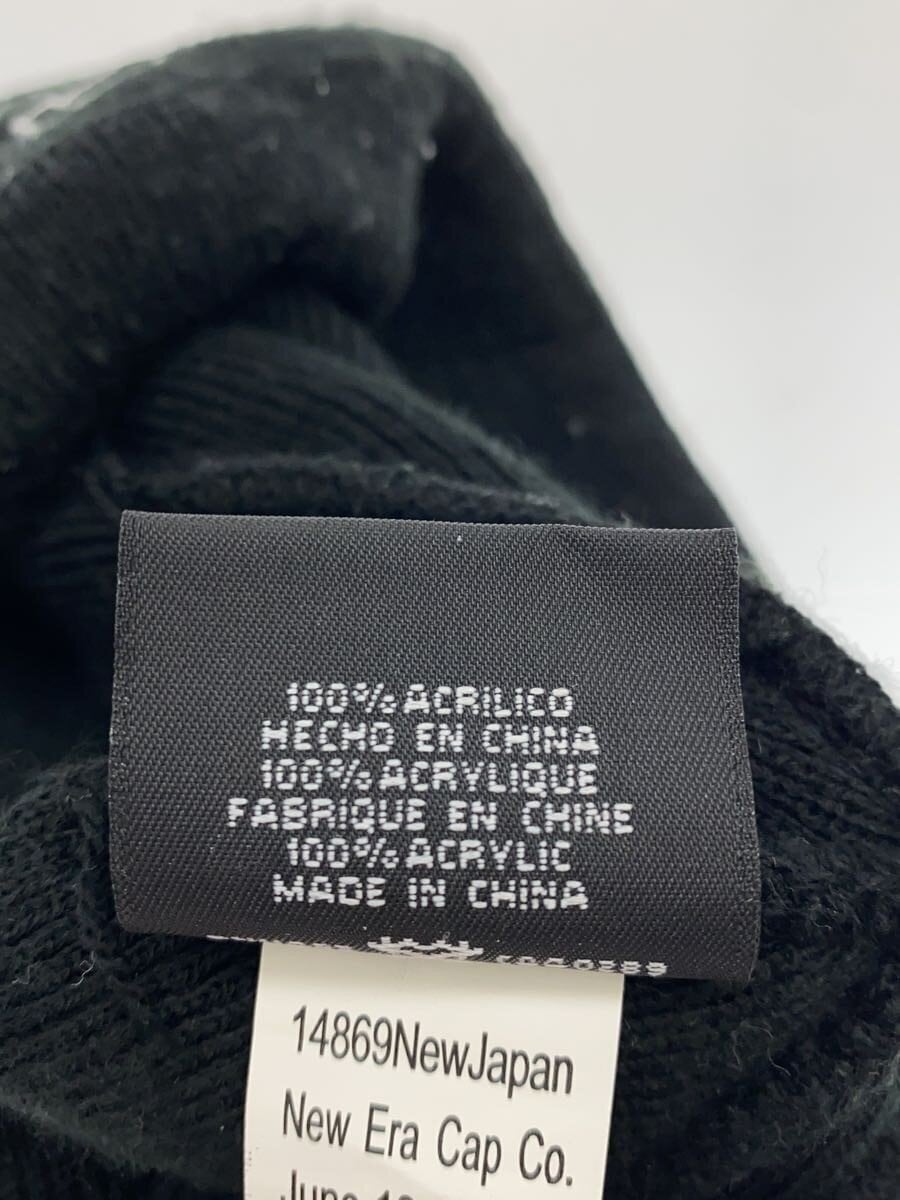 100% ACRILICO
HECHO EN CHINA
100% ACRYLIQUE
FABRIQUE EN CHINE
100% ACRYLIC
MADE IN CHINA
14869NewJapan
New Era Cap Co.
June